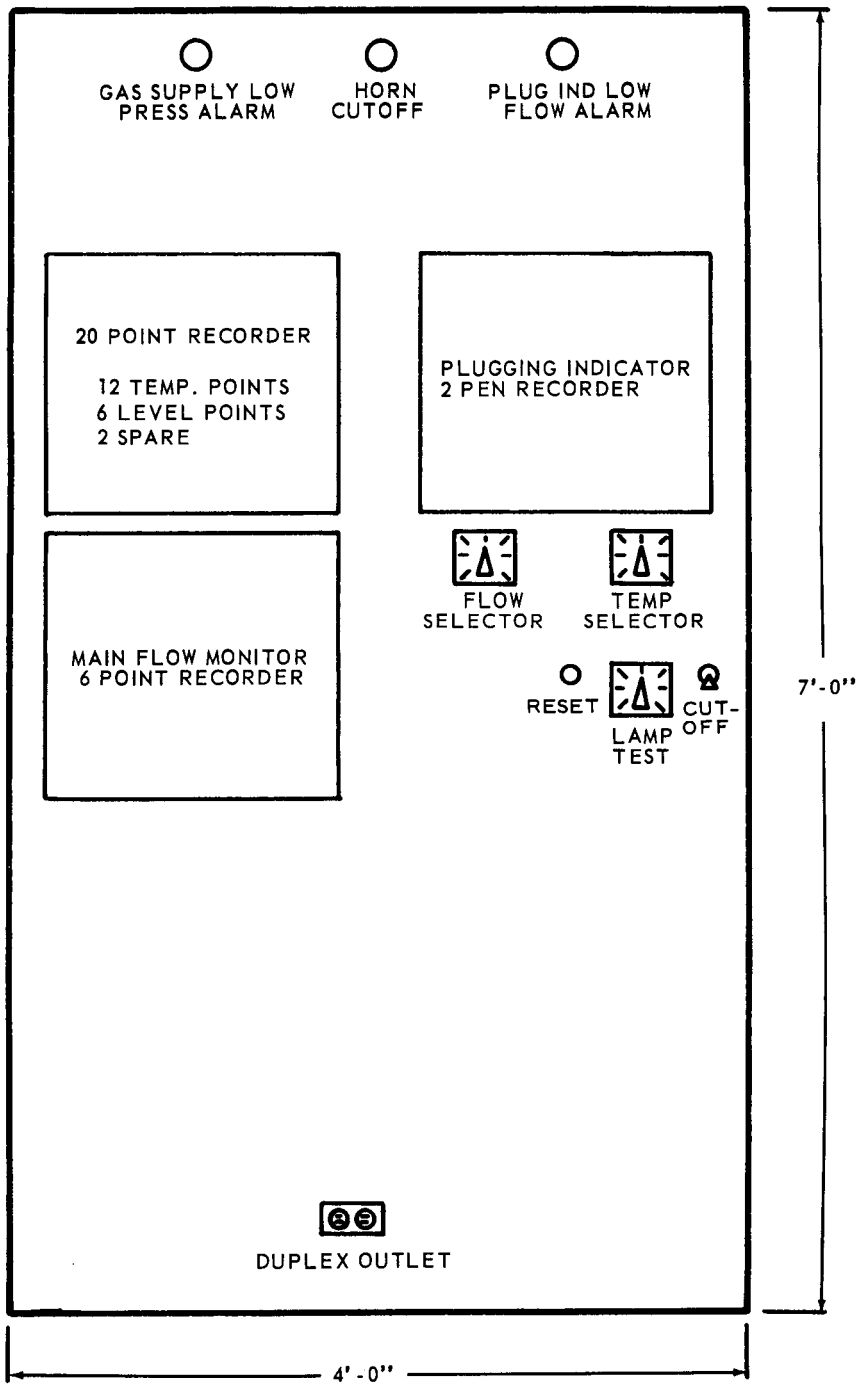 GAS SUPPLY LOW
PRESS ALARM
HORN
CUTOFF
PLUG IND LOW
FLOW ALARM
20 POINT RECORDER
12 TEMP. POINTS
6 LEVEL POINTS
2 SPARE
PLUGGING INDICATOR
2 PEN RECORDER
FLOW
SELECTOR
TEMP
SELECTOR
MAIN FLOW MONITOR
6 POINT RECORDER
RESET
LAMP
TEST
CUT-
OFF
7'-0"
DUPLEX OUTLET
4'-0"